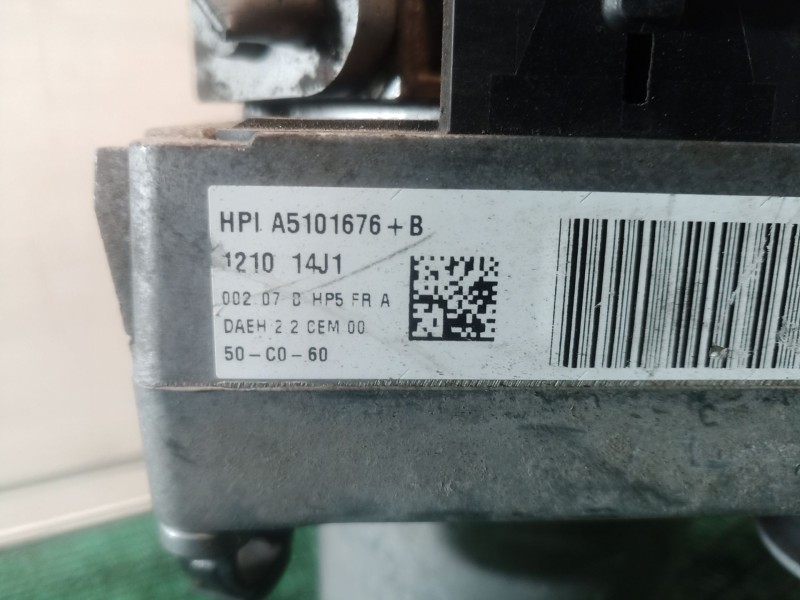 HPI A5101676+B
1210 14J1
002 07 C HP5 FR A
DAEH 2 2 CEM 00
50-C0-60